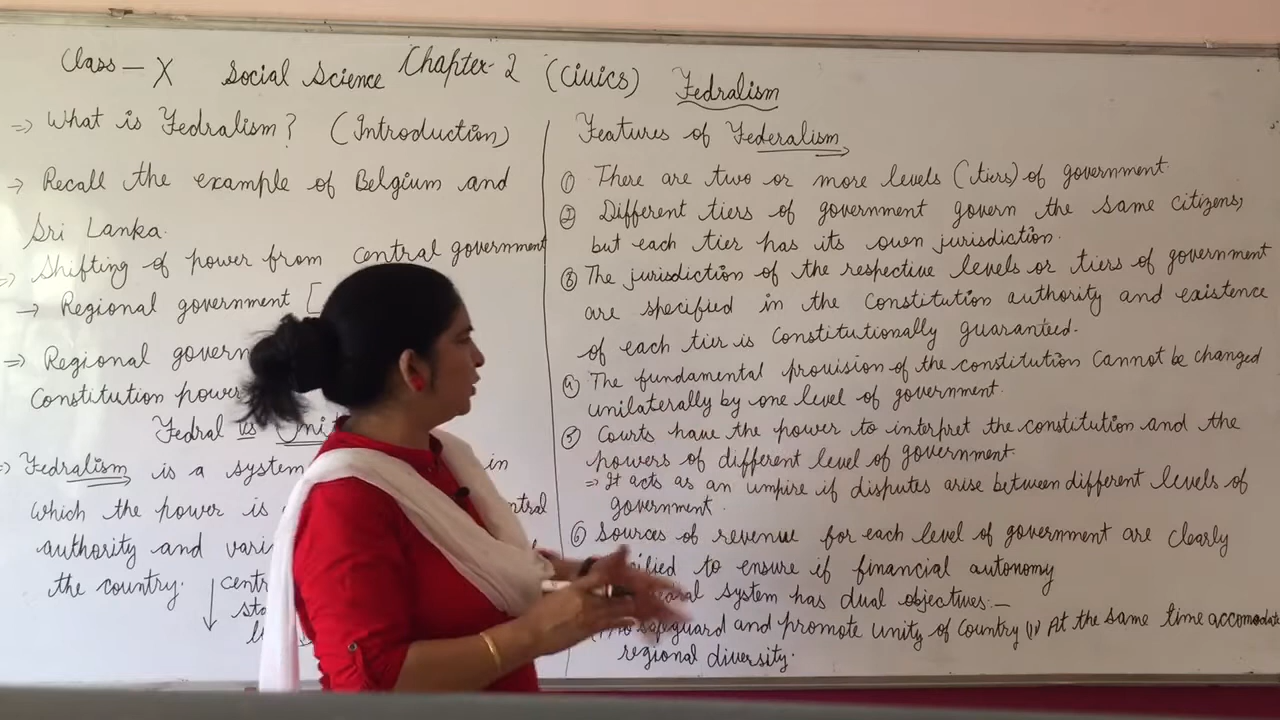 Class - X Social Science Chapter-2 (Civics) Fedralism
=> What is Fedralism? (Introduction)
→ Recall the example of Belgium and
Sri Lanka.
=> Shifting of power from central government
→ Regional government [
=> Regional govern
Constitution power
Fedral vs Unit
=> Fedralism is a system in
which the power is ntral
authority and vari
the country. centr
sta
l
Features of Federalism
① There are two or more levels (tiers) of government.
② Different tiers of government govern the same citizens,
but each tier has its own jurisdiction.
③ The jurisdiction of the respective levels or tiers of government
are specified in the Constitution authority and existence
of each tier is Constitutionally guaranteed.
④ The fundamental provision of the constitution Cannot be changed
unilaterally by one level of government.
⑤ Courts have the power to interpret the constitution and the
powers of different level of government.
=> It acts as an umpire if disputes arise between different levels of
government.
⑥ Sources of revenue for each level of government are clearly
cified to ensure if financial autonomy
eral system has dual objectives:-
To safeguard and promote Unity of Country (ii) At the same time accomodate
regional diversity.